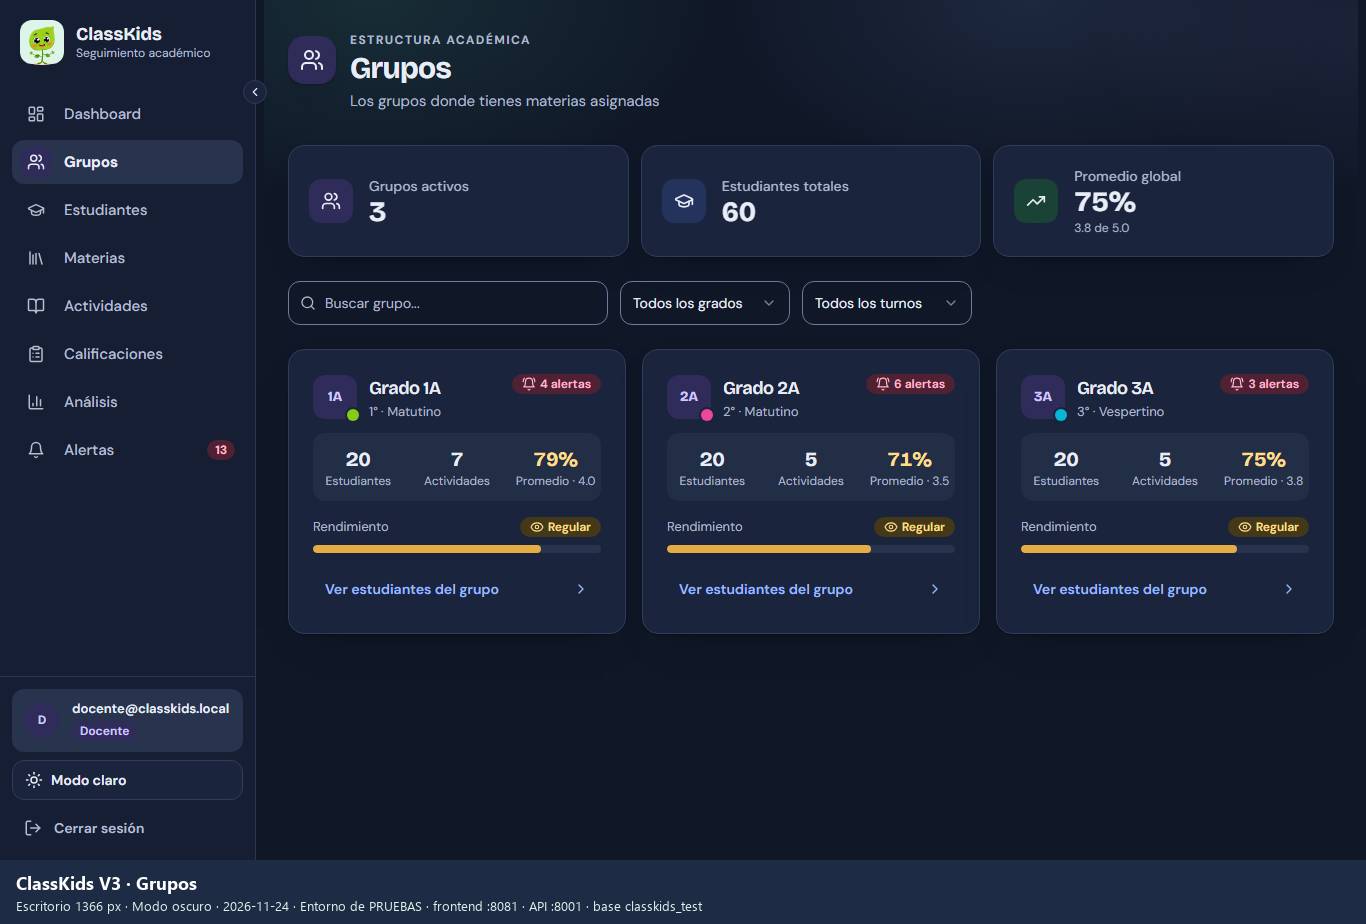 ClassKids
Seguimiento académico
Dashboard
Grupos
Estudiantes
Materias
Actividades
Calificaciones
Análisis
Alertas
13
D
docente@classkids.local
Docente
Modo claro
Cerrar sesión
ESTRUCTURA ACADÉMICA
Grupos
Los grupos donde tienes materias asignadas
Grupos activos
3
Estudiantes totales
60
Promedio global
75%
3.8 de 5.0
Buscar grupo...
Todos los grados
Todos los turnos
1A
Grado 1A
1° · Matutino
4 alertas
20
Estudiantes
7
Actividades
79%
Promedio · 4.0
Rendimiento
Regular
Ver estudiantes del grupo
2A
Grado 2A
2° · Matutino
6 alertas
20
Estudiantes
5
Actividades
71%
Promedio · 3.5
Rendimiento
Regular
Ver estudiantes del grupo
3A
Grado 3A
3° · Vespertino
3 alertas
20
Estudiantes
5
Actividades
75%
Promedio · 3.8
Rendimiento
Regular
Ver estudiantes del grupo
ClassKids V3 · Grupos
Escritorio 1366 px · Modo oscuro · 2026-11-24 · Entorno de PRUEBAS · frontend :8081 · API :8001 · base classkids_test